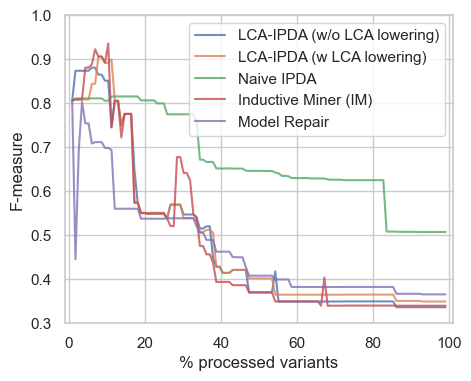 1.0
0.9
0.8
0.7
0.6
0.5
0.4
0.3
F-measure
LCA-IPDA (w/o LCA lowering)
LCA-IPDA (w LCA lowering)
Naive IPDA
Inductive Miner (IM)
Model Repair
0 20 40 60 80 100
% processed variants